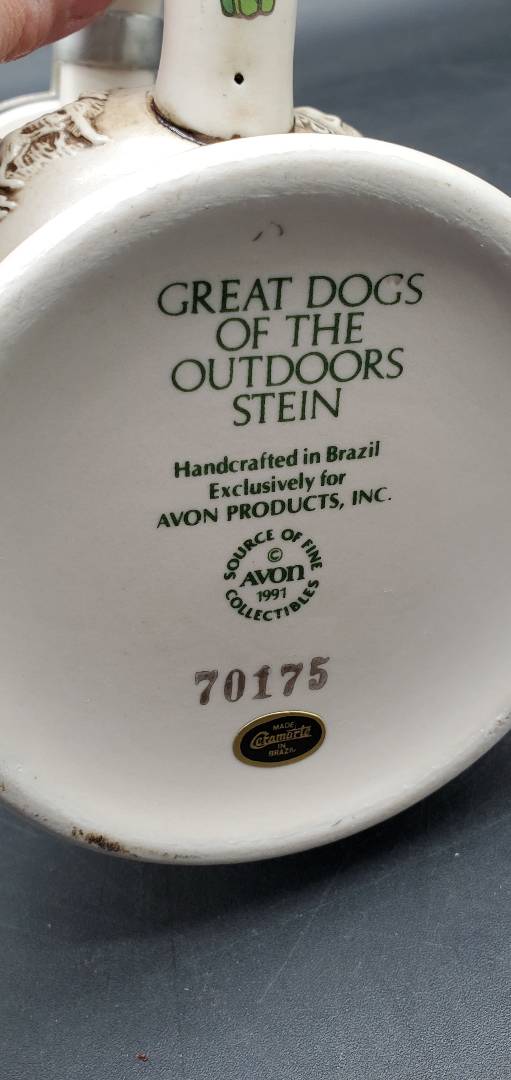 GREAT DOGS
OF THE
OUTDOORS
STEIN
Handcrafted in Brazil
Exclusively for
AVON PRODUCTS, INC.
SOURCE OF FINE
©
AVON
1991
COLLECTIBLES
70175
MADE
Ceramarte
IN
BRAZIL